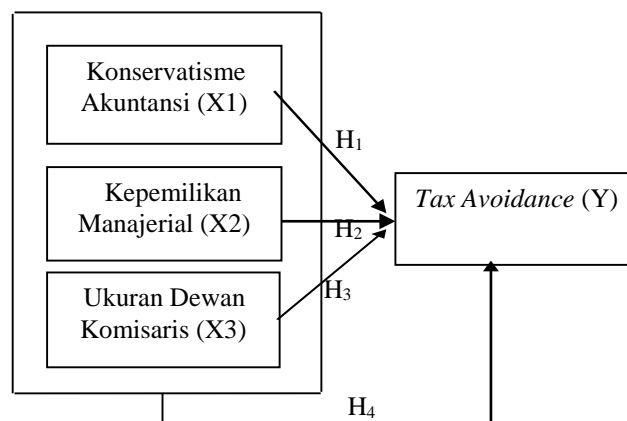 Konservatisme
Akuntansi (X1)
H₁
Kepemilikan
Manajerial (X2)
H₂
Tax Avoidance (Y)
Ukuran Dewan
Komisaris (X3)
H₃
H₄